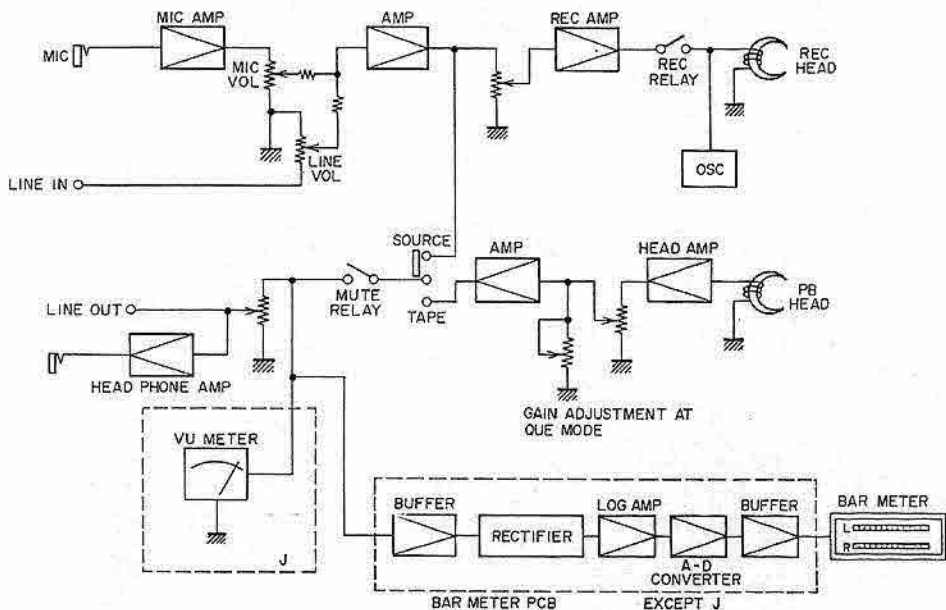 MIC AMP
AMP
REC AMP
MIC
MIC
VOL
REC
RELAY
REC
HEAD
LINE
VOL
LINE IN
OSC
SOURCE
AMP
HEAD AMP
MUTE
RELAY
TAPE
PB
HEAD
LINE OUT
HEAD PHONE AMP
GAIN ADJUSTMENT AT
QUE MODE
VU METER
J
BUFFER
RECTIFIER
LOG AMP
A-D
CONVERTER
BUFFER
BAR METER
L
R
BAR METER PCB
EXCEPT J